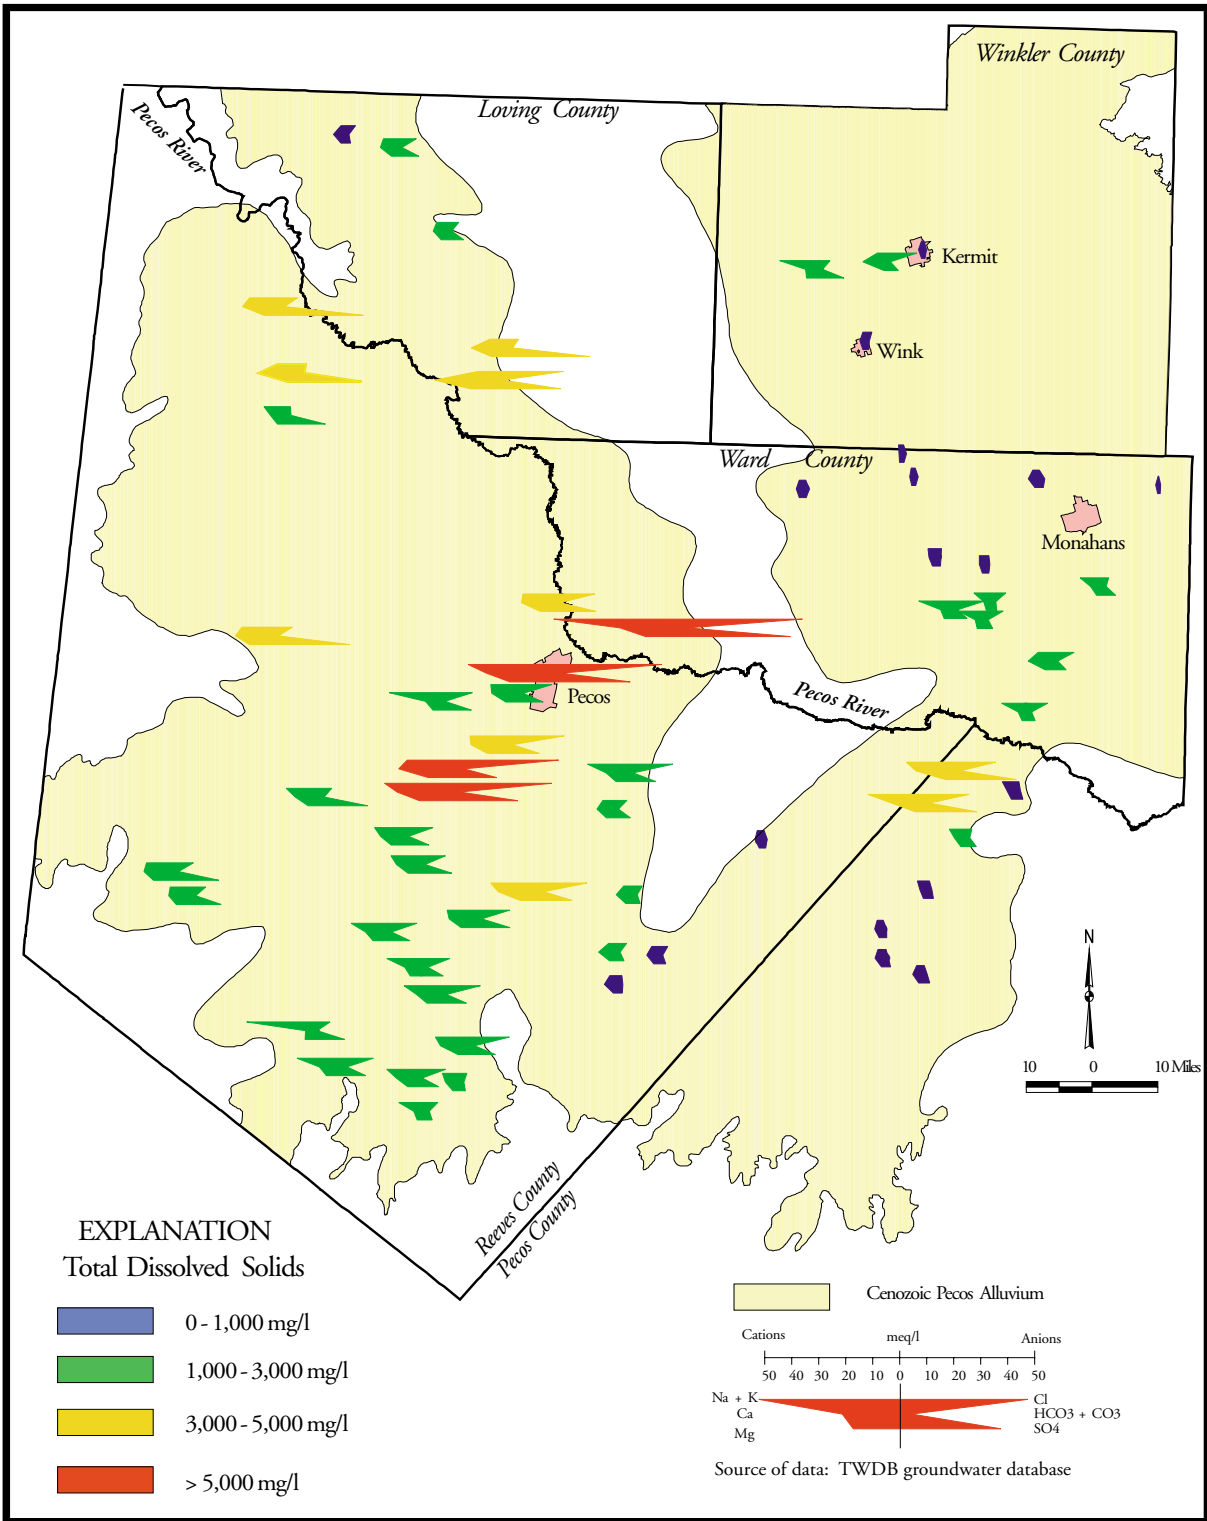 Winkler County
Loving County
Pecos River
Kermit
Wink
Ward County
Monahans
Pecos
Pecos River
N
10 0 10 Miles
Reeves County
Pecos County
EXPLANATION
Total Dissolved Solids
0 - 1,000 mg/l
1,000 - 3,000 mg/l
3,000 - 5,000 mg/l
> 5,000 mg/l
Cenozoic Pecos Alluvium
Cations meq/l Anions
50 40 30 20 10 0 10 20 30 40 50
Na + K Cl
Ca HCO3 + CO3
Mg SO4
Source of data: TWDB groundwater database